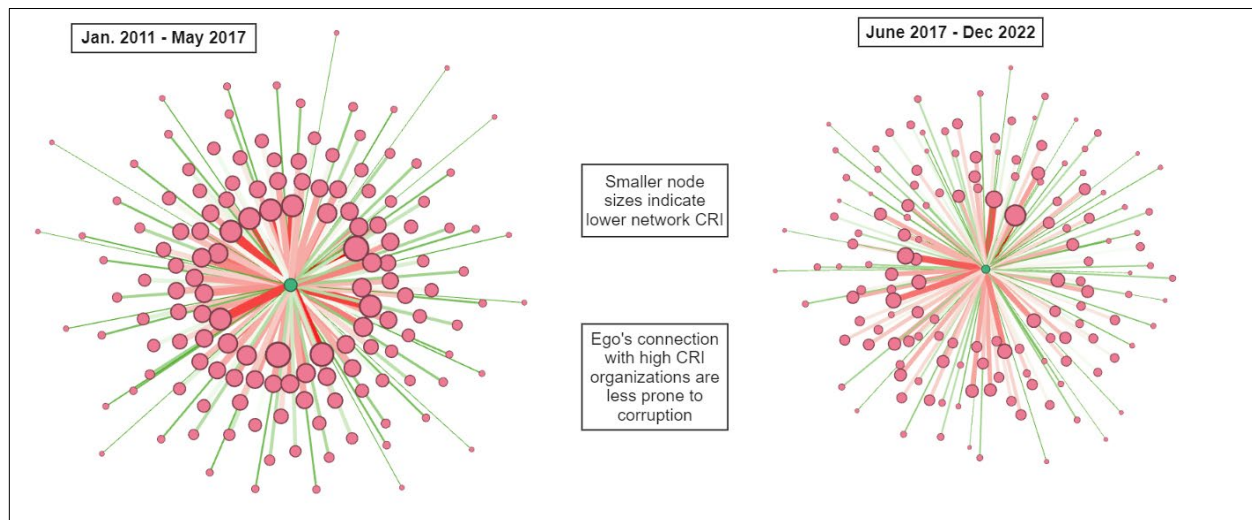 Jan. 2011 - May 2017
June 2017 - Dec 2022
Smaller node
sizes indicate
lower network CRI
Ego's connection
with high CRI
organizations are
less prone to
corruption